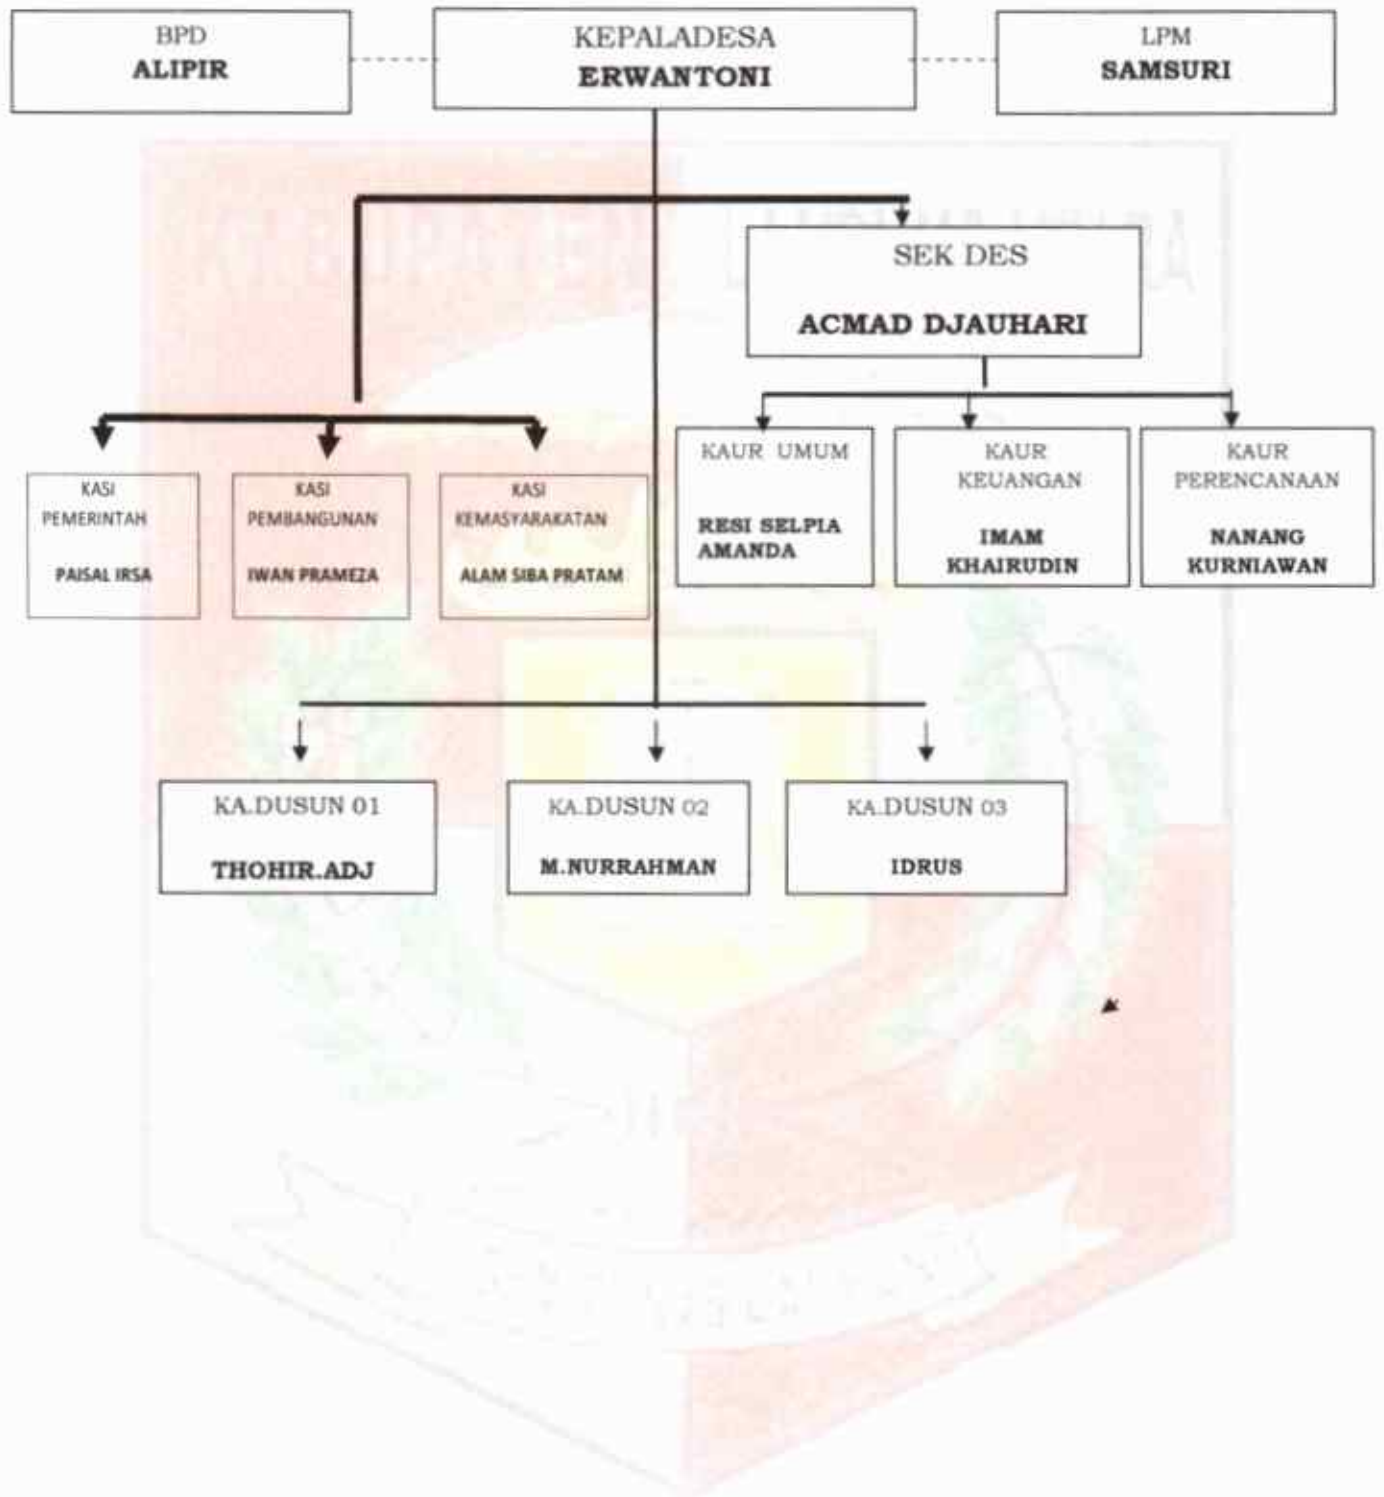 BPD
ALIPIR
KEPALADESA
ERWANTONI
LPM
SAMSURI
SEK DES
ACMAD DJAUHARI
KASI
PEMERINTAH
PAISAL IRSA
KASI
PEMBANGUNAN
IWAN PRAMEZA
KASI
KEMASYARAKATAN
ALAM SIBA PRATAM
KAUR UMUM
RESI SELPIA
AMANDA
KAUR
KEUANGAN
IMAM
KHAIRUDIN
KAUR
PERENCANAAN
NANANG
KURNIAWAN
KA.DUSUN 01
THOHIR.ADJ
KA.DUSUN 02
M.NURRAHMAN
KA.DUSUN 03
IDRUS